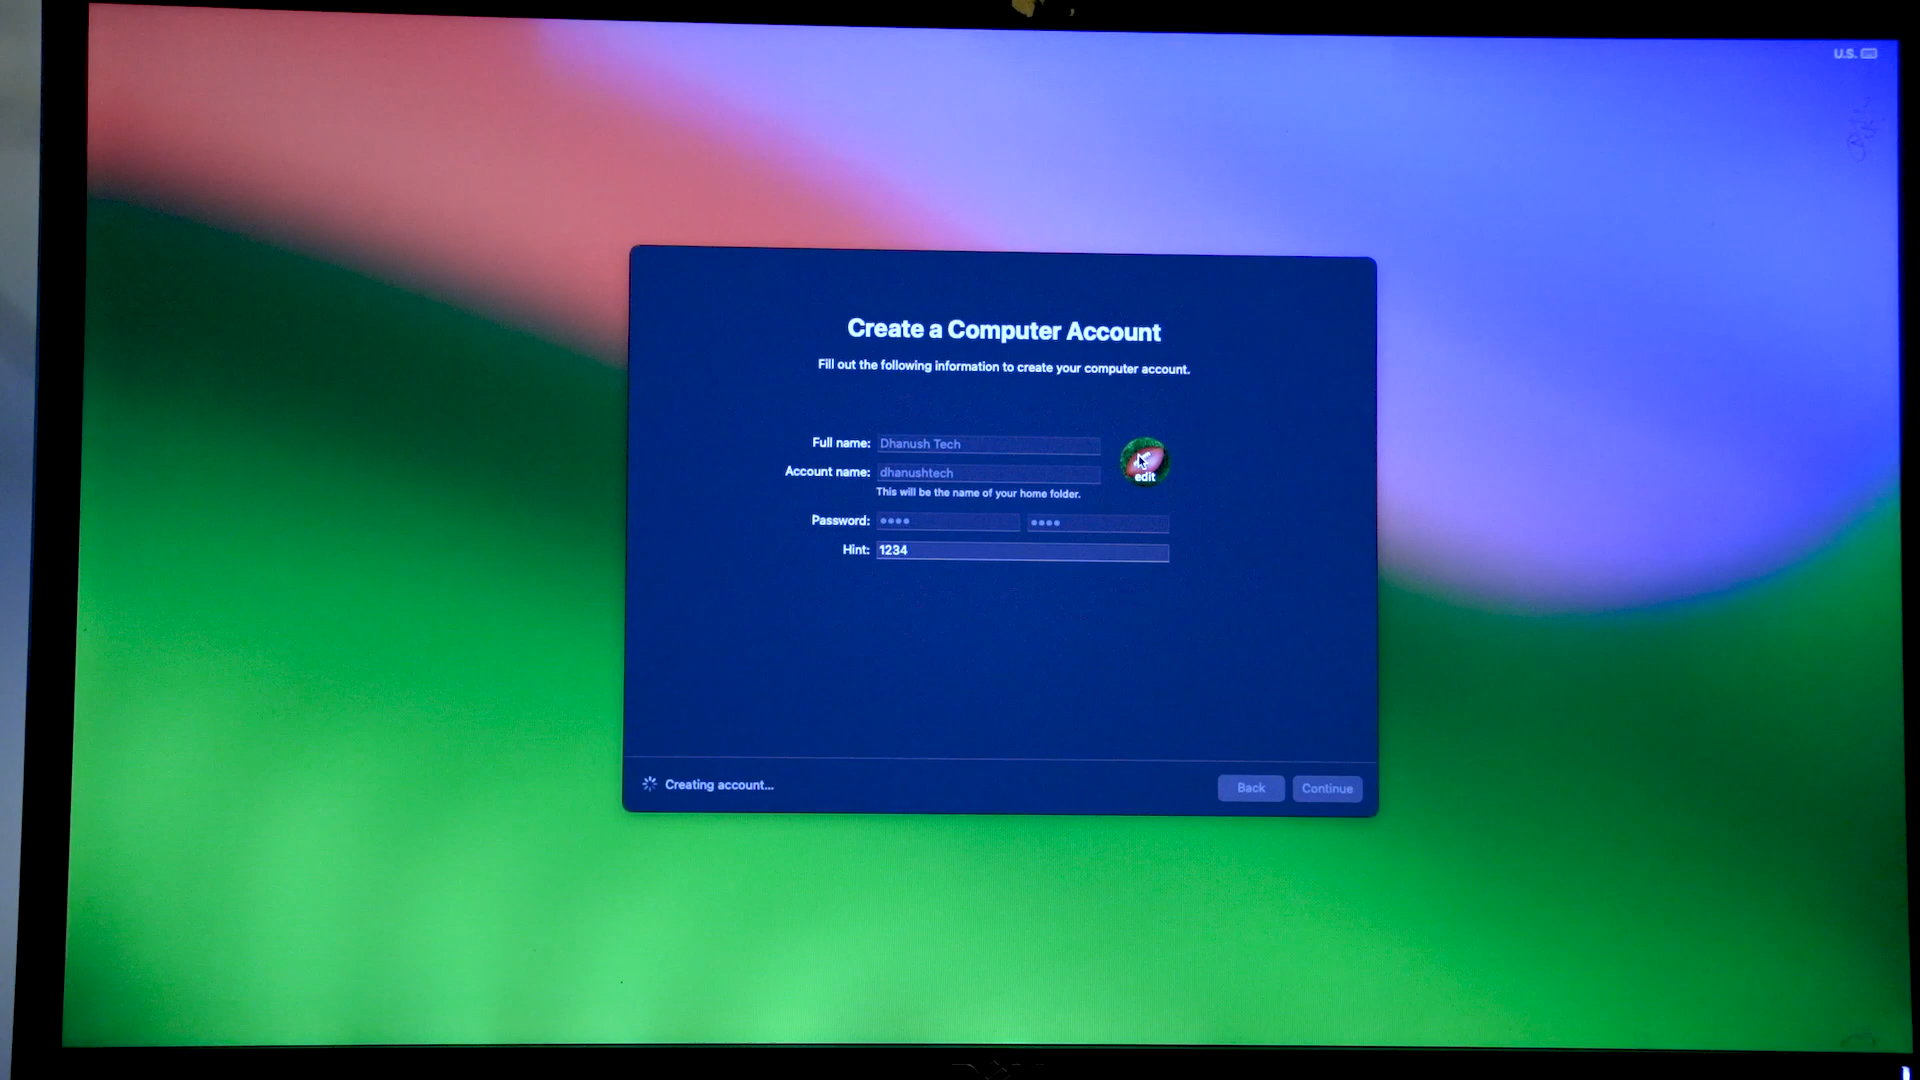 U.S.
Create a Computer Account
Fill out the following information to create your computer account.
Full name: Dhanush Tech
edit
Account name: dhanushtech
This will be the name of your home folder.
Password: •••• ••••
Hint: 1234
Creating account...
Back Continue